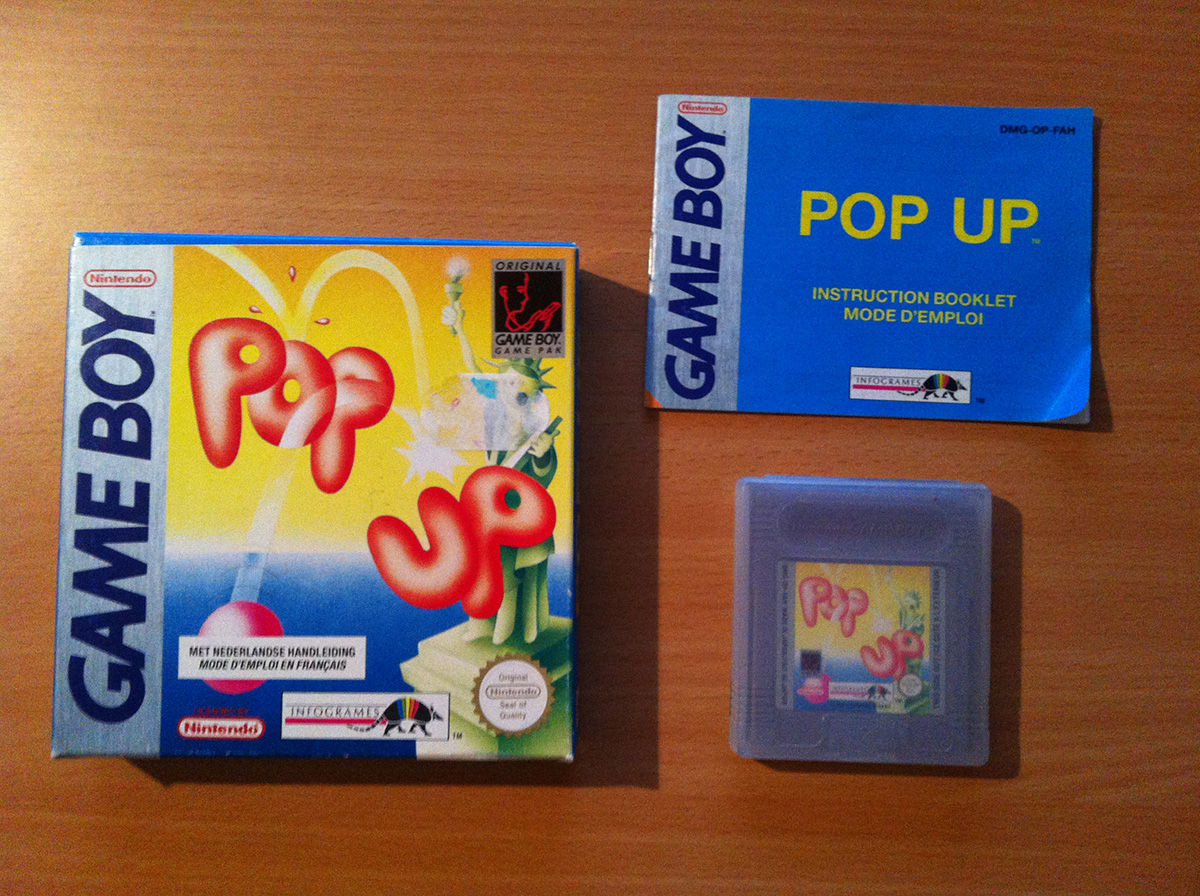 Nintendo
GAME BOY
TM
ORIGINAL
GAME BOY
GAME PAK
POP
UP
MET NEDERLANDSE HANDLEIDING
MODE D'EMPLOI EN FRANÇAIS
LICENSED BY
Nintendo
INFOGRAMES
TM
Original
Nintendo
Seal of
Quality
Nintendo
GAME BOY
TM
DMG-OP-FAH
POP UP
TM
INSTRUCTION BOOKLET
MODE D'EMPLOI
INFOGRAMES
TM
POP
UP